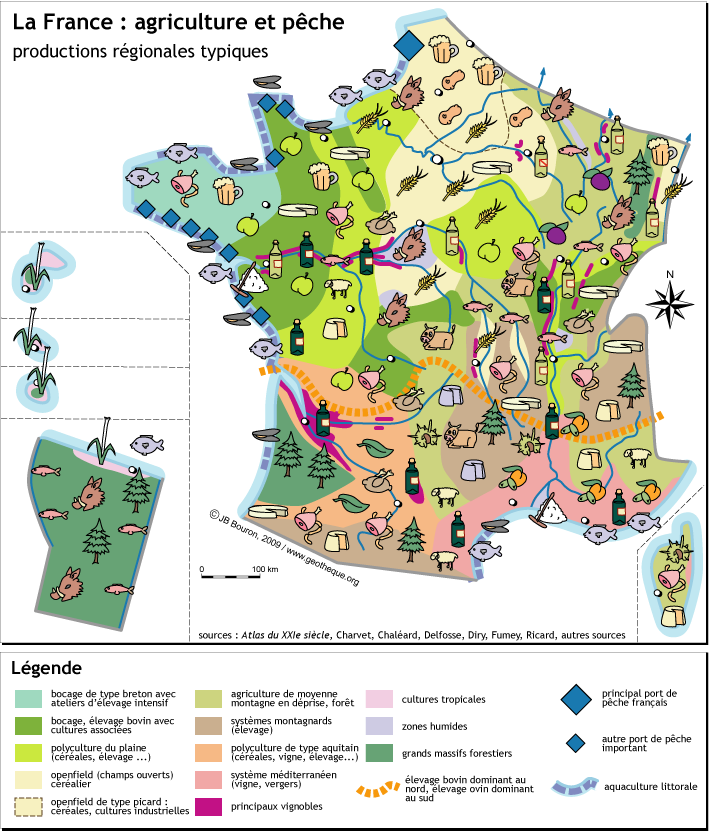 La France : agriculture et pêche
productions régionales typiques
N
©JB Bouron, 2009 / www.geotheque.org
0 100 km
sources : Atlas du XXIe siècle, Charvet, Chaléard, Delfosse, Diry, Fumey, Ricard, autres sources
Légende
bocage de type breton avec
ateliers d'élevage intensif
bocage, élevage bovin avec
cultures associées
polyculture du plaine
(céréales, élevage ...)
openfield (champs ouverts)
céréalier
openfield de type picard :
céréales, cultures industrielles
agriculture de moyenne
montagne en déprise, forêt
systèmes montagnards
(élevage)
polyculture de type aquitain
(céréales, vigne, élevage...)
système méditerranéen
(vigne, vergers)
principaux vignobles
cultures tropicales
zones humides
grands massifs forestiers
élevage bovin dominant au
nord, élevage ovin dominant
au sud
principal port de
pêche français
autre port de pêche
important
aquaculture littorale